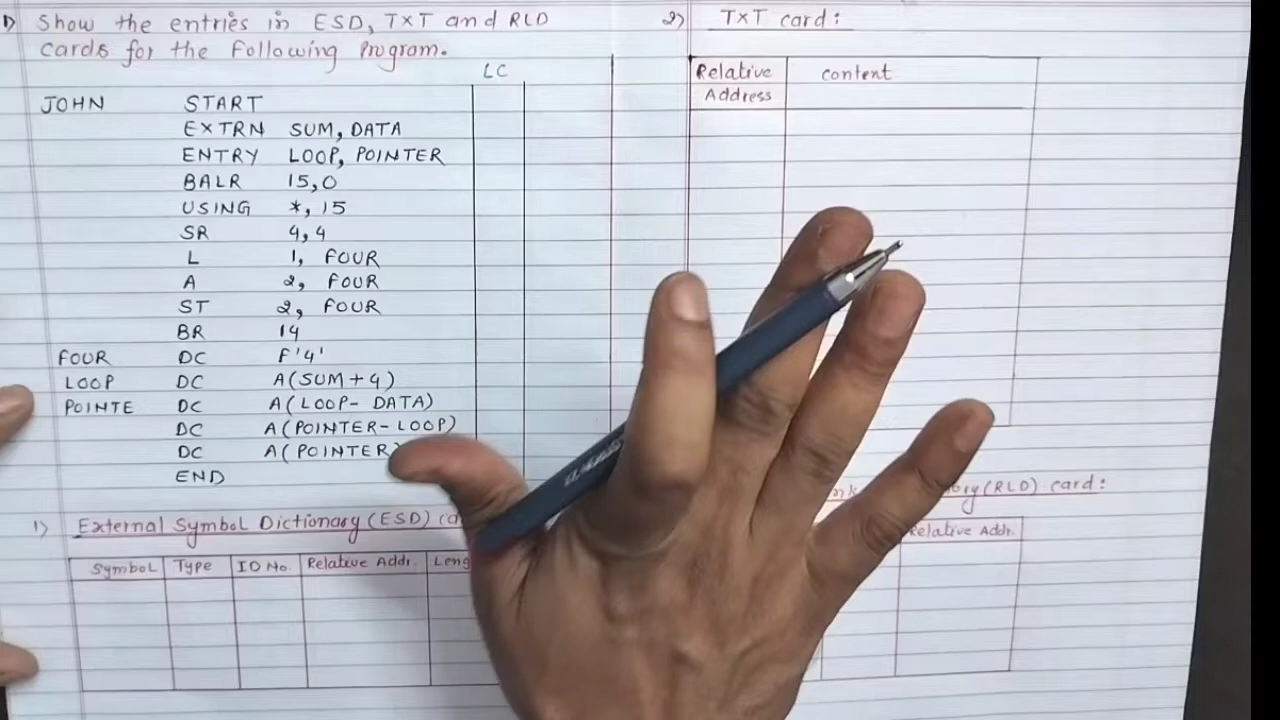 1) Show the entries in ESD, TXT and RLD
cards for the following program.
LC
JOHN START
EXTRN SUM, DATA
ENTRY LOOP, POINTER
BALR 15,0
USING *, 15
SR 4,4
L 1, FOUR
A 2, FOUR
ST 2, FOUR
BR 14
FOUR DC F'4'
LOOP DC A(SUM+4)
POINTE DC A(LOOP-DATA)
DC A(POINTER-LOOP)
DC A(POINTER)
END
1) External Symbol Dictionary (ESD)
Symbol Type ID No. Relative Addr.
2) TXT card:
Relative Address content
(RLD) card:
Relative Addr.